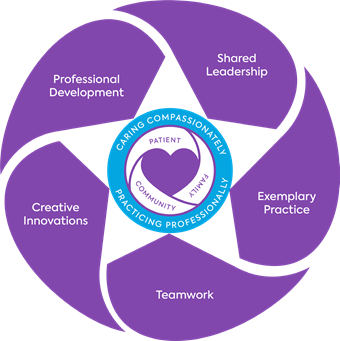 Shared
Leadership
Professional
Development
CARING COMPASSIONATELY
PATIENT
FAMILY
COMMUNITY
PRACTICING PROFESSIONALLY
Creative
Innovations
Exemplary
Practice
Teamwork